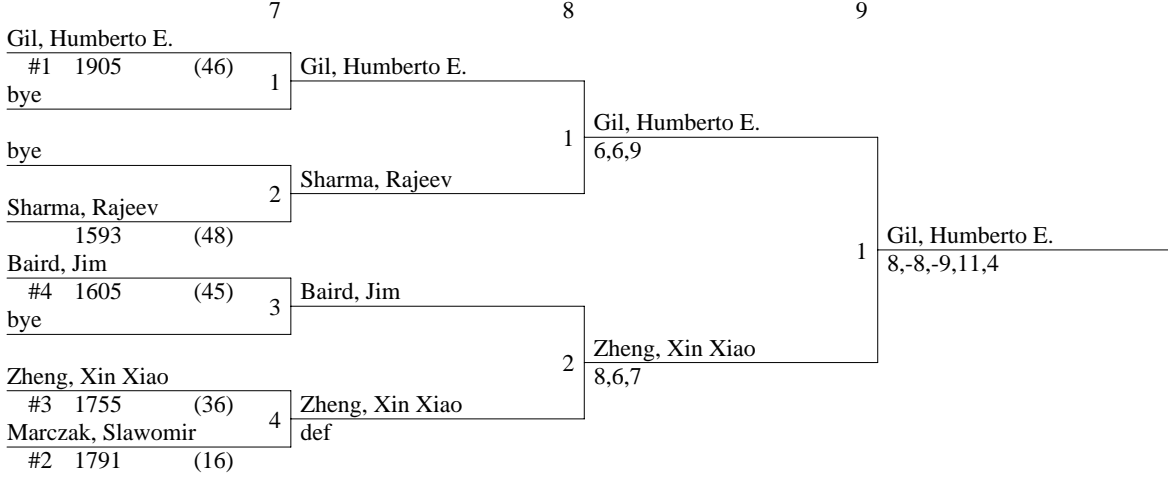 7 8 9
Gil, Humberto E.
#1 1905 (46)
1 Gil, Humberto E.
bye
1 Gil, Humberto E.
6,6,9
bye
2 Sharma, Rajeev
Sharma, Rajeev
1593 (48)
1 Gil, Humberto E.
8,-8,-9,11,4
Baird, Jim
#4 1605 (45)
3 Baird, Jim
bye
2 Zheng, Xin Xiao
8,6,7
Zheng, Xin Xiao
#3 1755 (36)
4 Zheng, Xin Xiao
def
Marczak, Slawomir
#2 1791 (16)